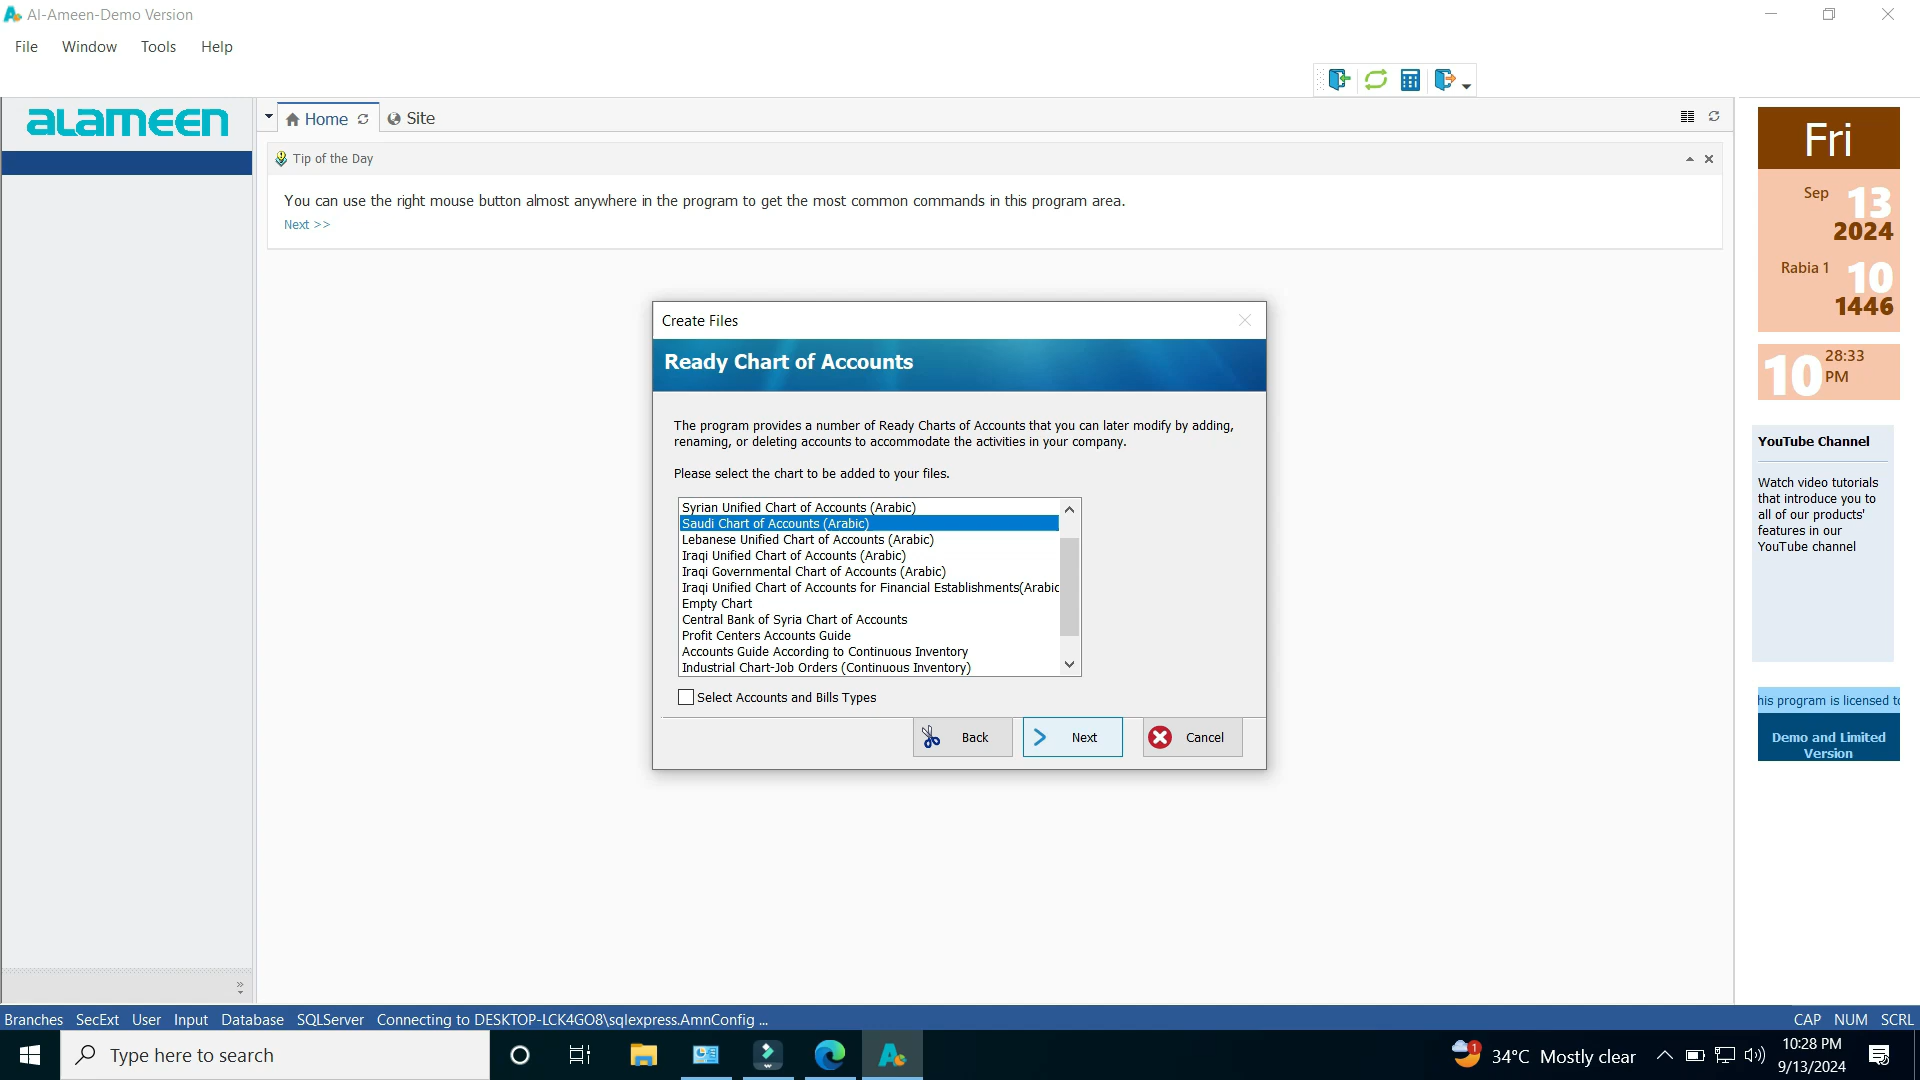 Al-Ameen-Demo Version
File Window Tools Help
alameen
Home Site
Tip of the Day
You can use the right mouse button almost anywhere in the program to get the most common commands in this program area.
Next >>
Fri
Sep 13
2024
Rabia 1 10
1446
10 28:33
PM
YouTube Channel
Watch video tutorials
that introduce you to
all of our products'
features in our
YouTube channel
his program is licensed to
Demo and Limited
Version
Create Files
Ready Chart of Accounts
The program provides a number of Ready Charts of Accounts that you can later modify by adding,
renaming, or deleting accounts to accommodate the activities in your company.
Please select the chart to be added to your files.
Syrian Unified Chart of Accounts (Arabic)
Saudi Chart of Accounts (Arabic)
Lebanese Unified Chart of Accounts (Arabic)
Iraqi Unified Chart of Accounts (Arabic)
Iraqi Governmental Chart of Accounts (Arabic)
Iraqi Unified Chart of Accounts for Financial Establishments(Arabic
Empty Chart
Central Bank of Syria Chart of Accounts
Profit Centers Accounts Guide
Accounts Guide According to Continuous Inventory
Industrial Chart-Job Orders (Continuous Inventory)
Select Accounts and Bills Types
Back Next Cancel
Branches SecExt User Input Database SQLServer Connecting to DESKTOP-LCK4GO8\sqlexpress.AmnConfig ...
CAP NUM SCRL
Type here to search
1
34°C Mostly clear
10:28 PM
9/13/2024